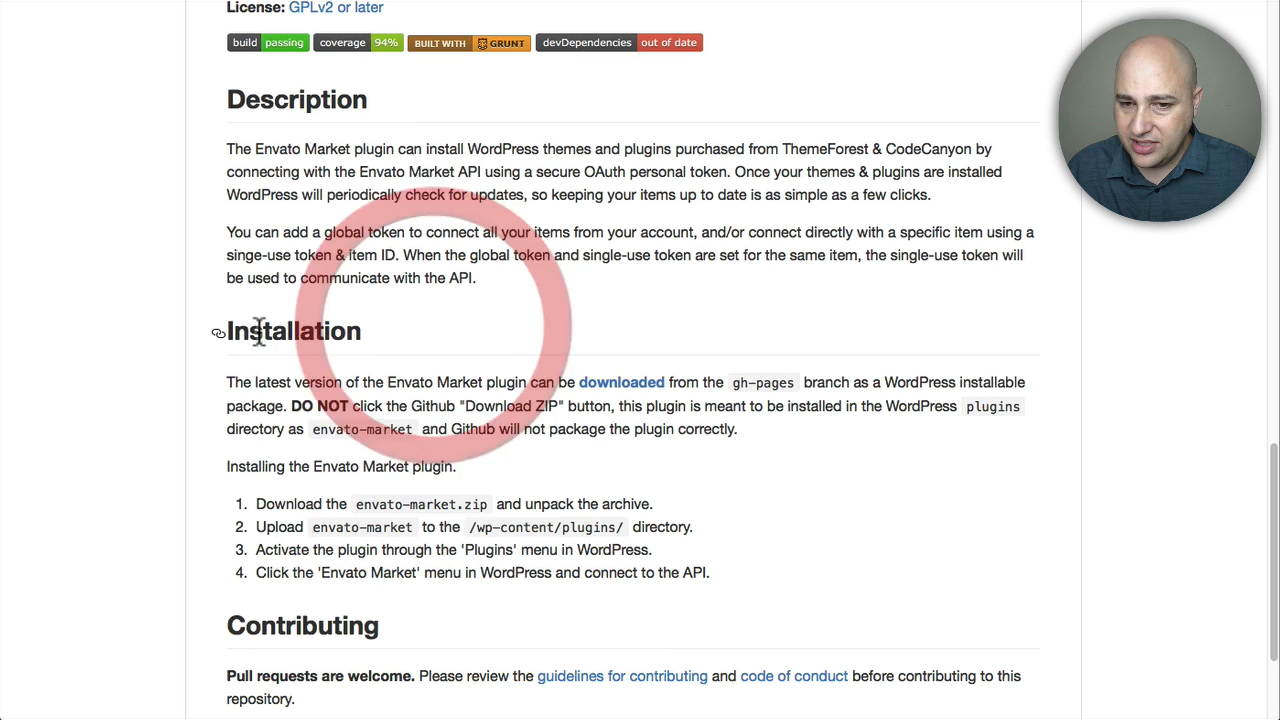 License: GPLv2 or later
build passing coverage 94% BUILT WITH GRUNT devDependencies out of date
Description
The Envato Market plugin can install WordPress themes and plugins purchased from ThemeForest & CodeCanyon by
connecting with the Envato Market API using a secure OAuth personal token. Once your themes & plugins are installed
WordPress will periodically check for updates, so keeping your items up to date is as simple as a few clicks.
You can add a global token to connect all your items from your account, and/or connect directly with a specific item using a
singe-use token & item ID. When the global token and single-use token are set for the same item, the single-use token will
be used to communicate with the API.
Installation
The latest version of the Envato Market plugin can be downloaded from the gh-pages branch as a WordPress installable
package. DO NOT click the Github "Download ZIP" button, this plugin is meant to be installed in the WordPress plugins
directory as envato-market and Github will not package the plugin correctly.
Installing the Envato Market plugin.
1. Download the envato-market.zip and unpack the archive.
2. Upload envato-market to the /wp-content/plugins/ directory.
3. Activate the plugin through the 'Plugins' menu in WordPress.
4. Click the 'Envato Market' menu in WordPress and connect to the API.
Contributing
Pull requests are welcome. Please review the guidelines for contributing and code of conduct before contributing to this
repository.